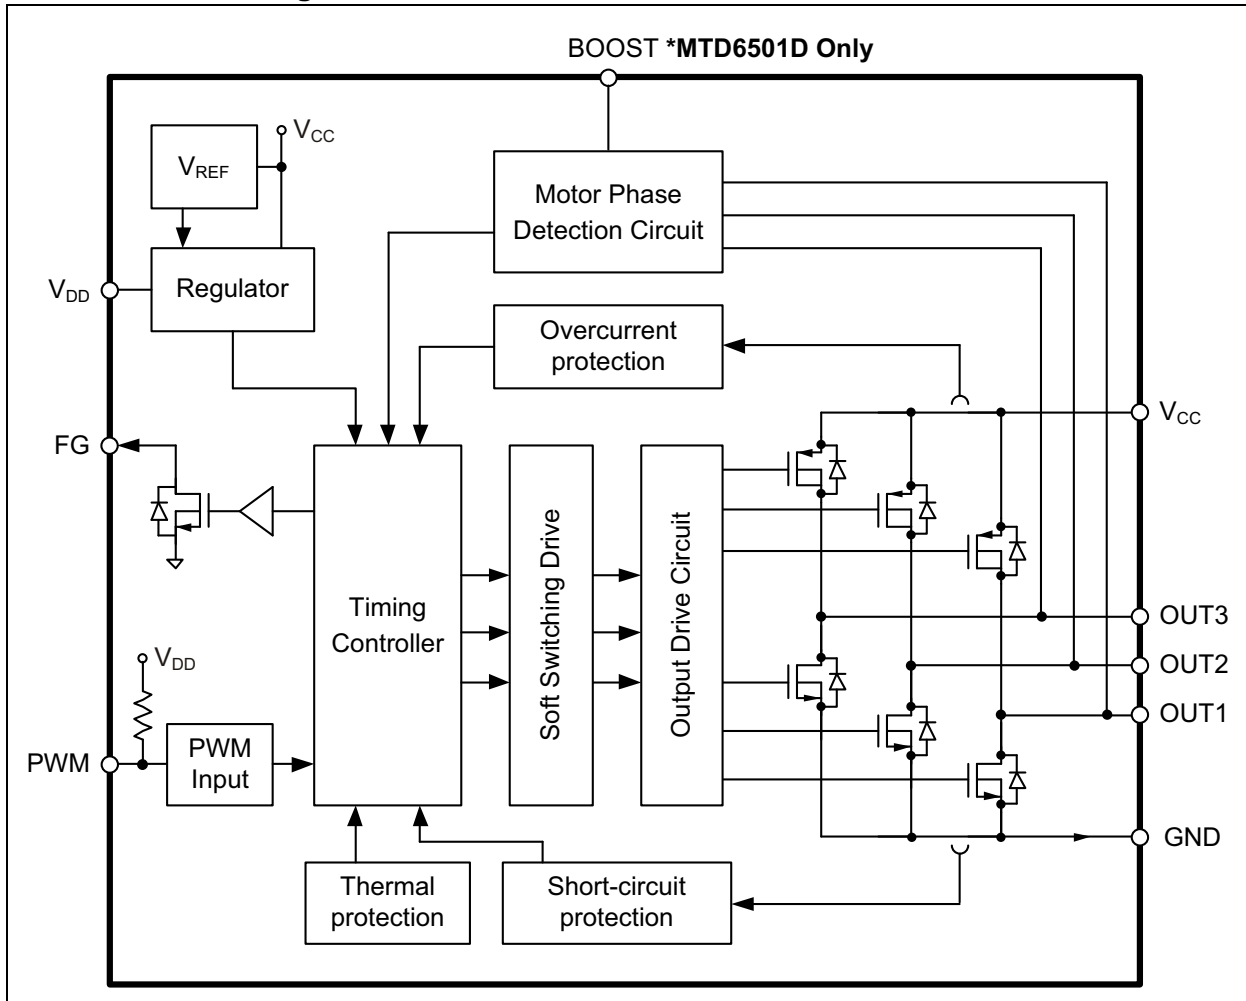 BOOST *MTD6501D Only
VCC
VREF
Motor Phase
Detection Circuit
VDD
Regulator
Overcurrent
protection
VCC
FG
Timing
Controller
Soft Switching Drive
Output Drive Circuit
OUT3
OUT2
OUT1
VDD
PWM
PWM
Input
GND
Thermal
protection
Short-circuit
protection